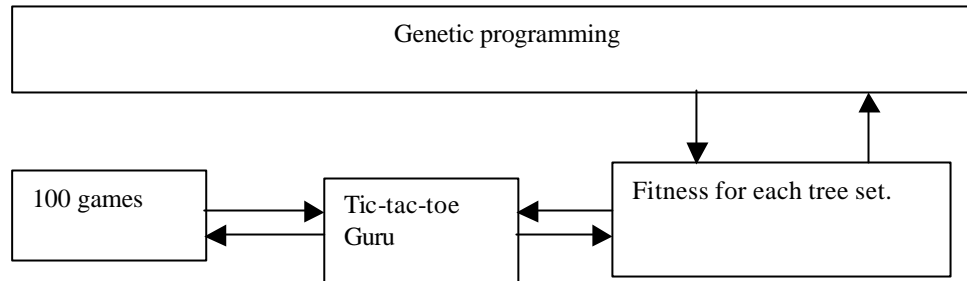 Genetic programming
100 games
Tic-tac-toe
Guru
Fitness for each tree set.